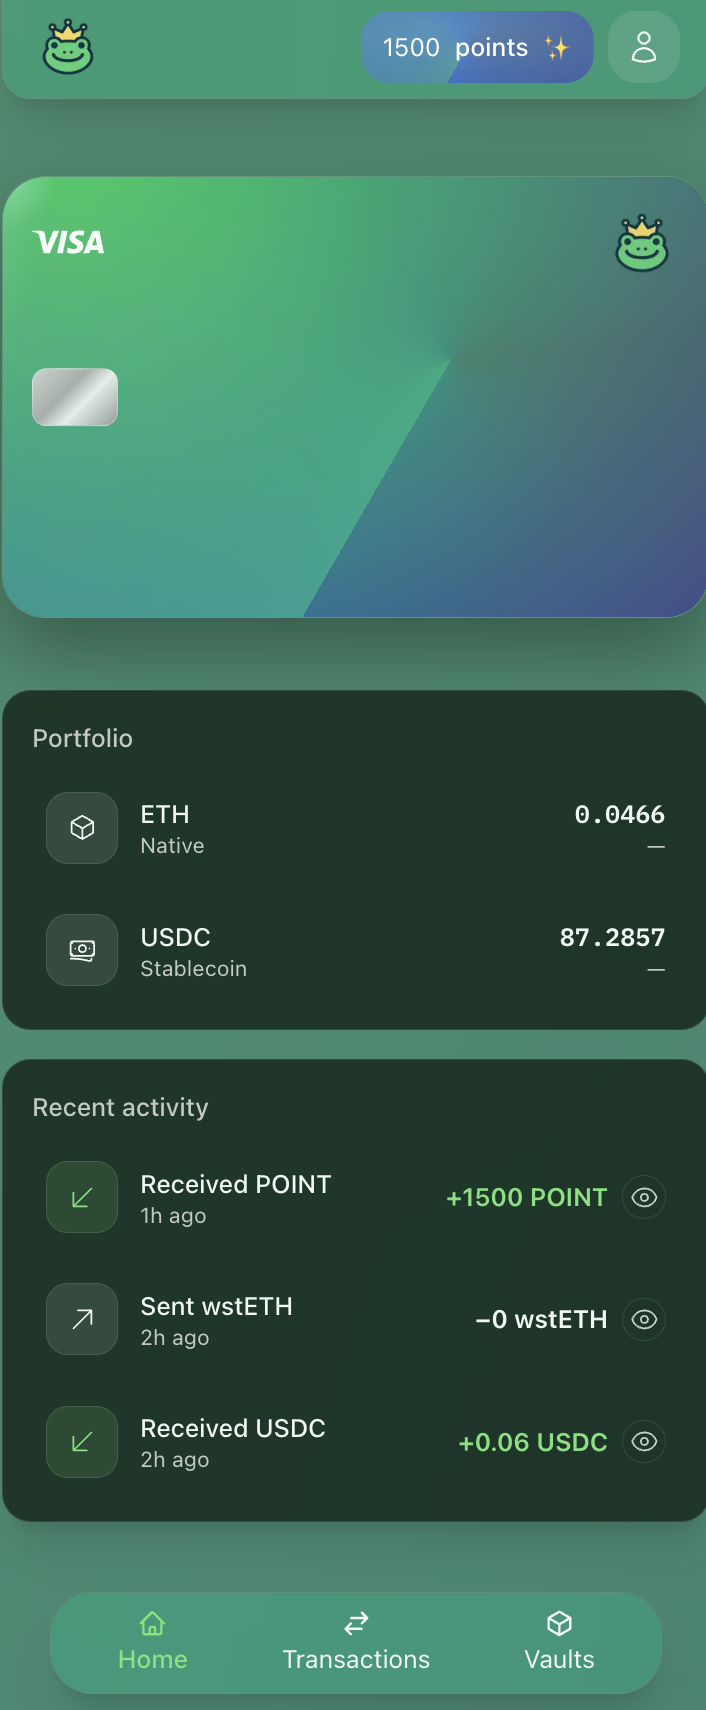 1500 points ✨
VISA
Portfolio
ETH
0.0466
Native
—
USDC
87.2857
Stablecoin
—
Recent activity
Received POINT
1h ago
+1500 POINT
Sent wstETH
2h ago
−0 wstETH
Received USDC
2h ago
+0.06 USDC
Home
Transactions
Vaults